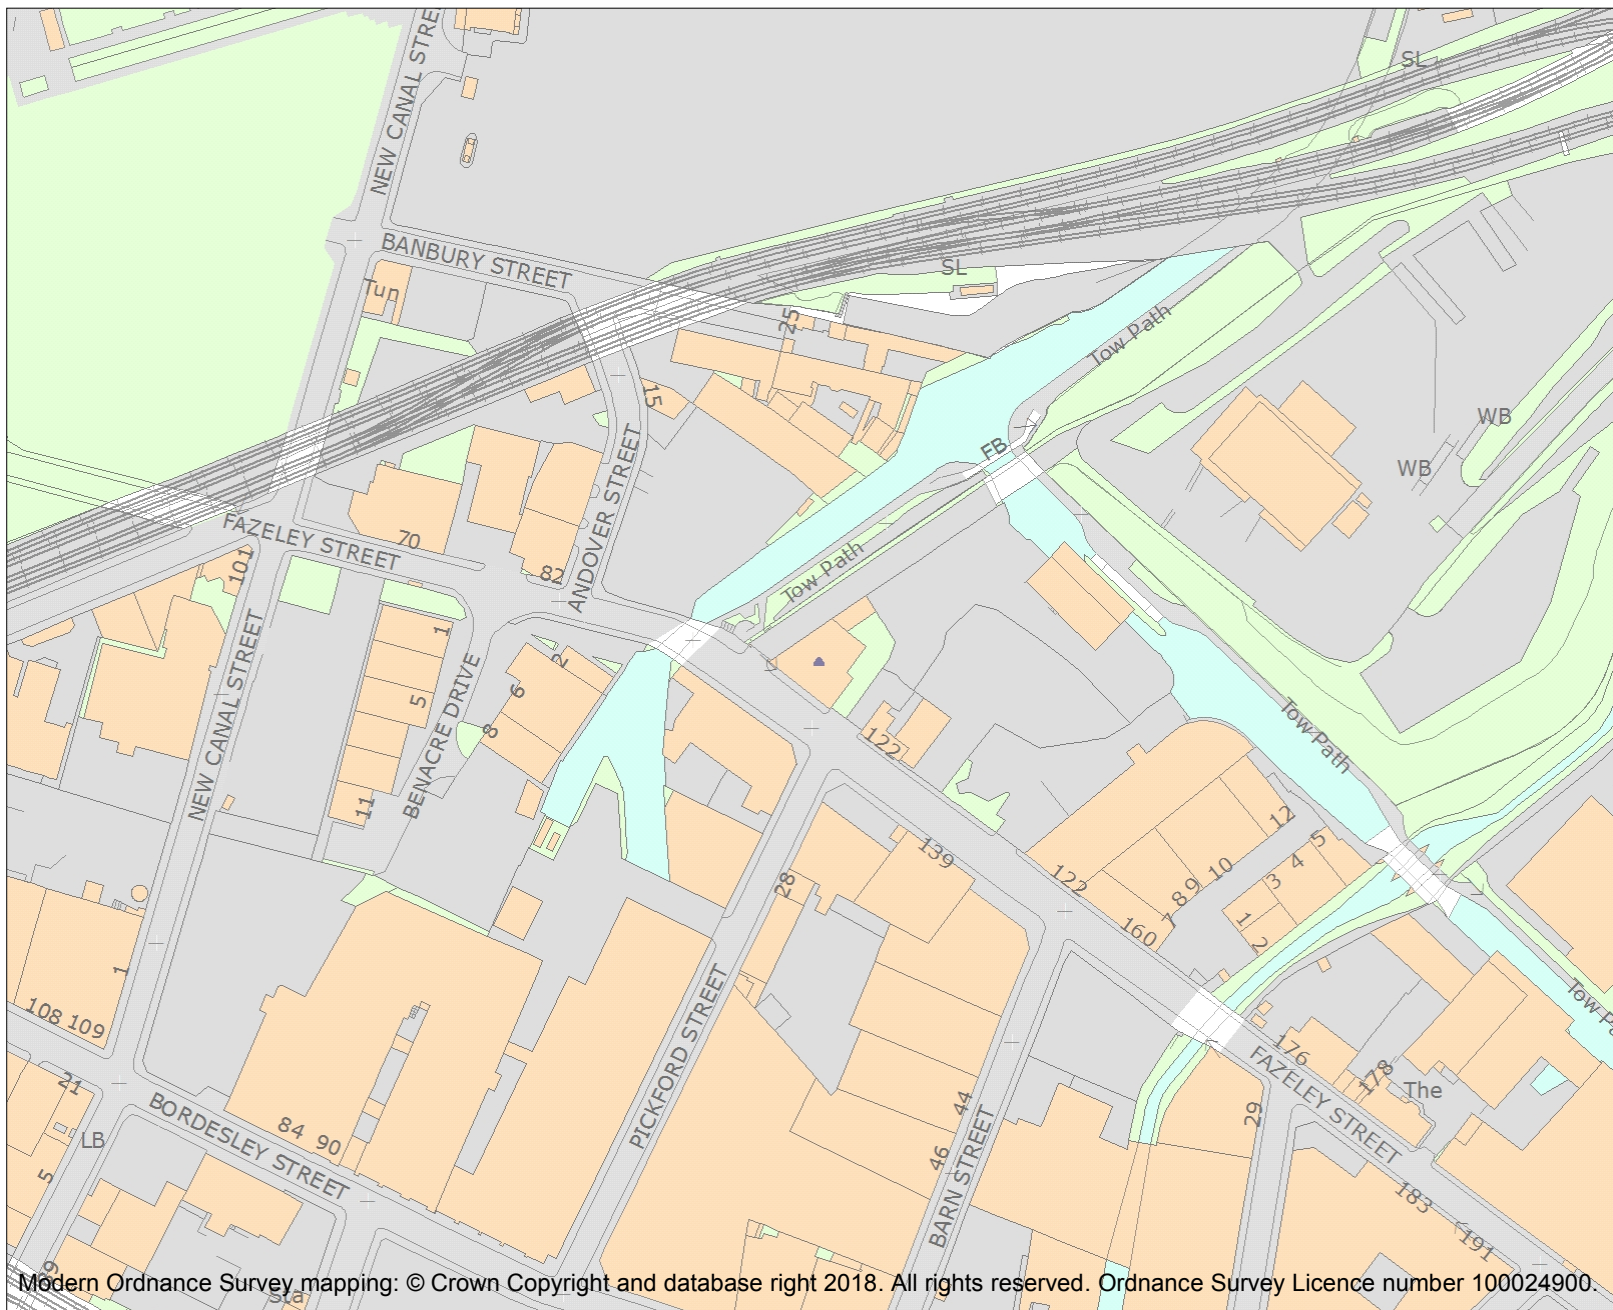 NEW CANAL STREE
SL
BANBURY STREET
SL
Tun
25
Tow Path
15
WB
FB
WB
FAZELEY STREET
70
ANDOVER STREET
82
101
Tow Path
1
2
NEW CANAL STREET
5
6
8
BENACRE DRIVE
11
122
Tow Path
139
28
122
12
5
4
3
10
9
8
7
1
2
160
1
108 109
Tow Pa
176
FAZELEY STREET
178
The
21
BORDESLEY STREET
84 90
LB
5
PICKFORD STREET
44
46
BARN STREET
29
183
191
Sta
Modern Ordnance Survey mapping: © Crown Copyright and database right 2018. All rights reserved. Ordnance Survey Licence number 100024900.